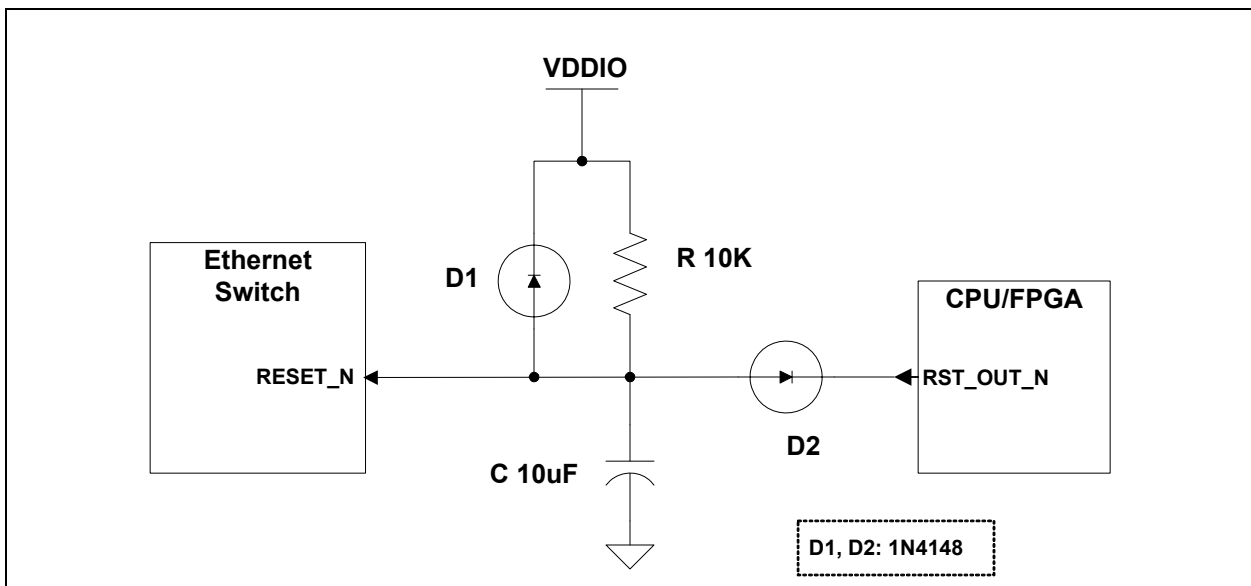 VDDIO
Ethernet
Switch
D1
R 10K
CPU/FPGA
RESET_N
RST_OUT_N
D2
C 10uF
D1, D2: 1N4148